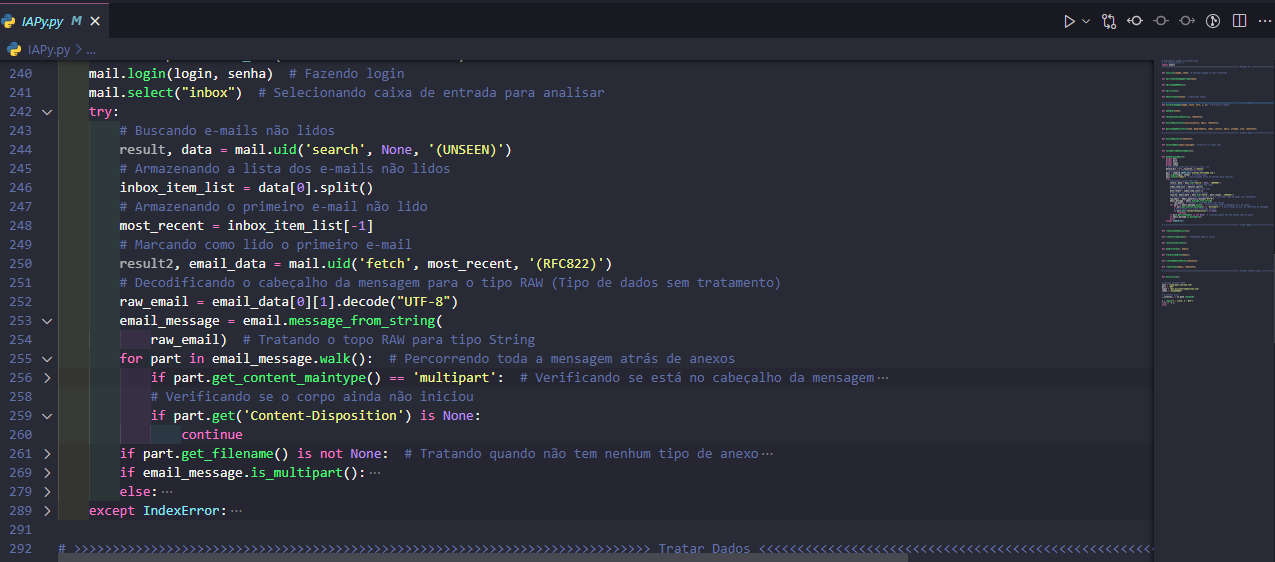 IAPy.py M
IAPy.py > ...
240 mail.login(login, senha) # Fazendo login
241 mail.select("inbox") # Selecionando caixa de entrada para analisar
242 try:
243 # Buscando e-mails não lidos
244 result, data = mail.uid('search', None, '(UNSEEN)')
245 # Armazenando a lista dos e-mails não lidos
246 inbox_item_list = data[0].split()
247 # Armazenando o primeiro e-mail não lido
248 most_recent = inbox_item_list[-1]
249 # Marcando como lido o primeiro e-mail
250 result2, email_data = mail.uid('fetch', most_recent, '(RFC822)')
251 # Decodificando o cabeçalho da mensagem para o tipo RAW (Tipo de dados sem tratamento)
252 raw_email = email_data[0][1].decode("UTF-8")
253 email_message = email.message_from_string(
254 raw_email) # Tratando o topo RAW para tipo String
255 for part in email_message.walk(): # Percorrendo toda a mensagem atrás de anexos
256 if part.get_content_maintype() == 'multipart': # Verificando se está no cabeçalho da mensagem ...
258 # Verificando se o corpo ainda não iniciou
259 if part.get('Content-Disposition') is None:
260 continue
261 if part.get_filename() is not None: # Tratando quando não tem nenhum tipo de anexo ...
269 if email_message.is_multipart(): ...
279 else: ...
289 except IndexError: ...
291
292 # >>>>>>>>>>>>>>>>>>>>>>>>>>>>>>>>>>>>>>>>>>>>>>>>>>>>>>>>>>>>>>>>>>>>>>>>>>> Tratar Dados <<<<<<<<<<<<<<<<<<<<<<<<<<<<<<<<<<<<<<<<<<<<<<<<<<<